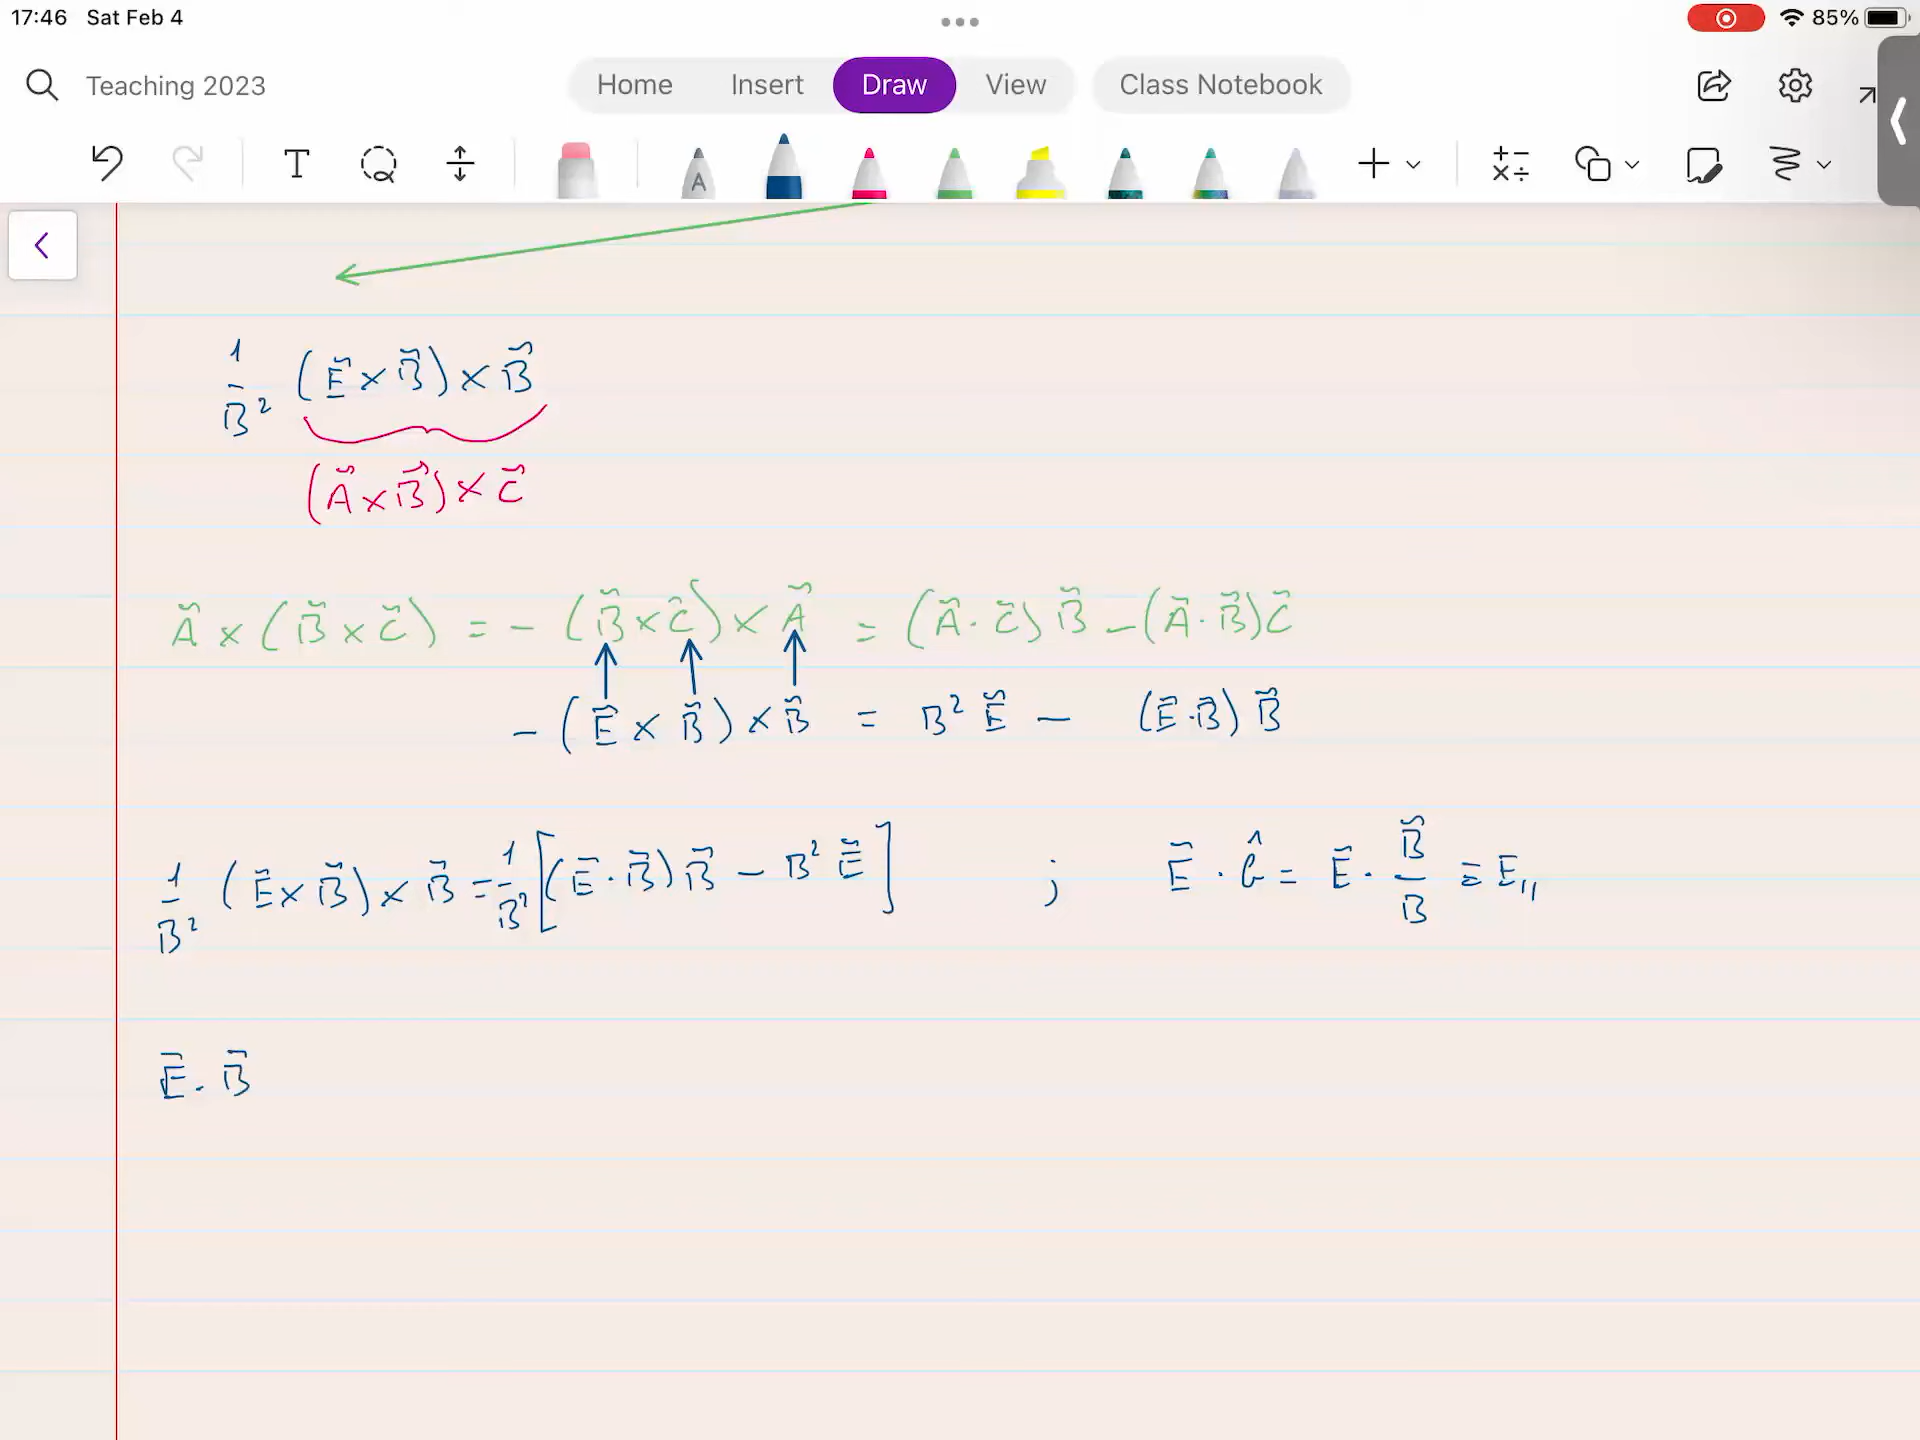 17:46 Sat Feb 4 85%
Teaching 2023 Home Insert Draw View Class Notebook
T A
1/B² (E⃗ × B⃗) × B⃗
(A⃗ × B⃗) × C⃗
A⃗ × (B⃗ × C⃗) = − (B⃗ × C⃗) × A⃗ = (A⃗ · C⃗) B⃗ − (A⃗ · B⃗) C⃗
− (E⃗ × B⃗) × B⃗ = B² E⃗ − (E⃗ · B⃗) B⃗
1/B² (E⃗ × B⃗) × B⃗ = 1/B² [(E⃗ · B⃗) B⃗ − B² E⃗] ; E⃗ · b̂ = E⃗ · B⃗/B = E∥
E⃗ · B⃗